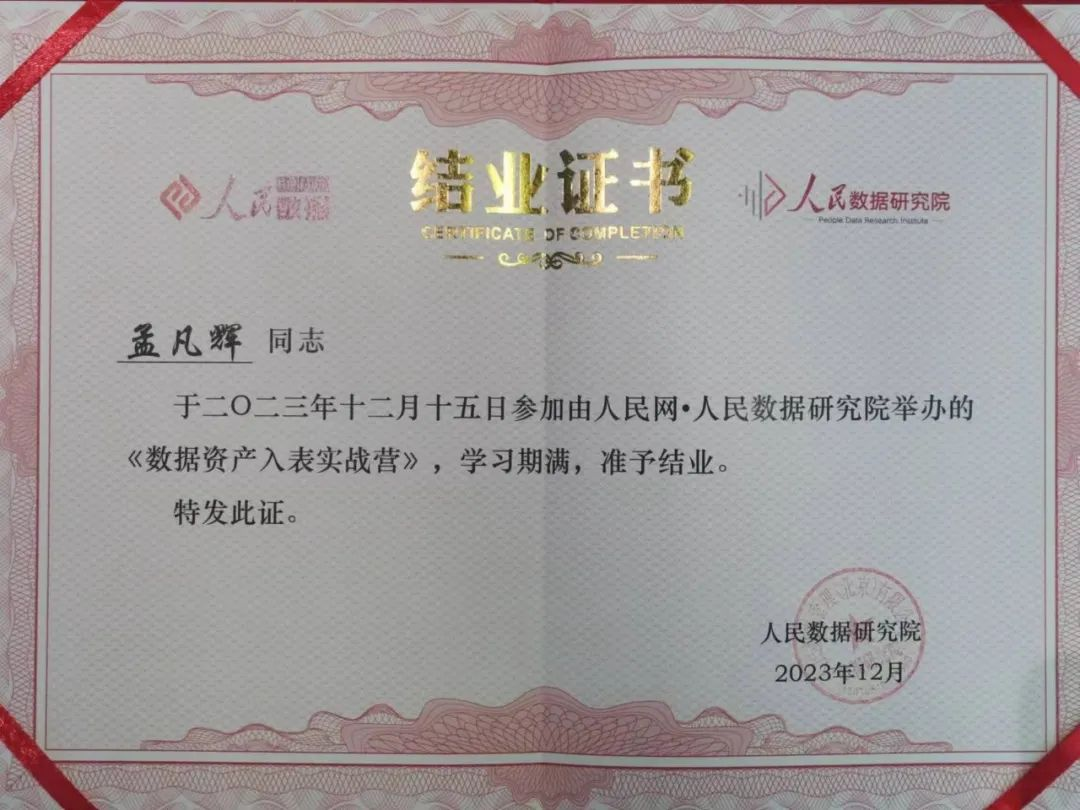 结业证书
CERTIFICATE OF COMPLETION
人民数据
人民数据研究院
People Data Research Institute
孟凡辉 同志
于二〇二三年十二月十五日参加由人民网•人民数据研究院举办的
《数据资产入表实战营》，学习期满，准予结业。
特发此证。
人民数据研究院
2023年12月